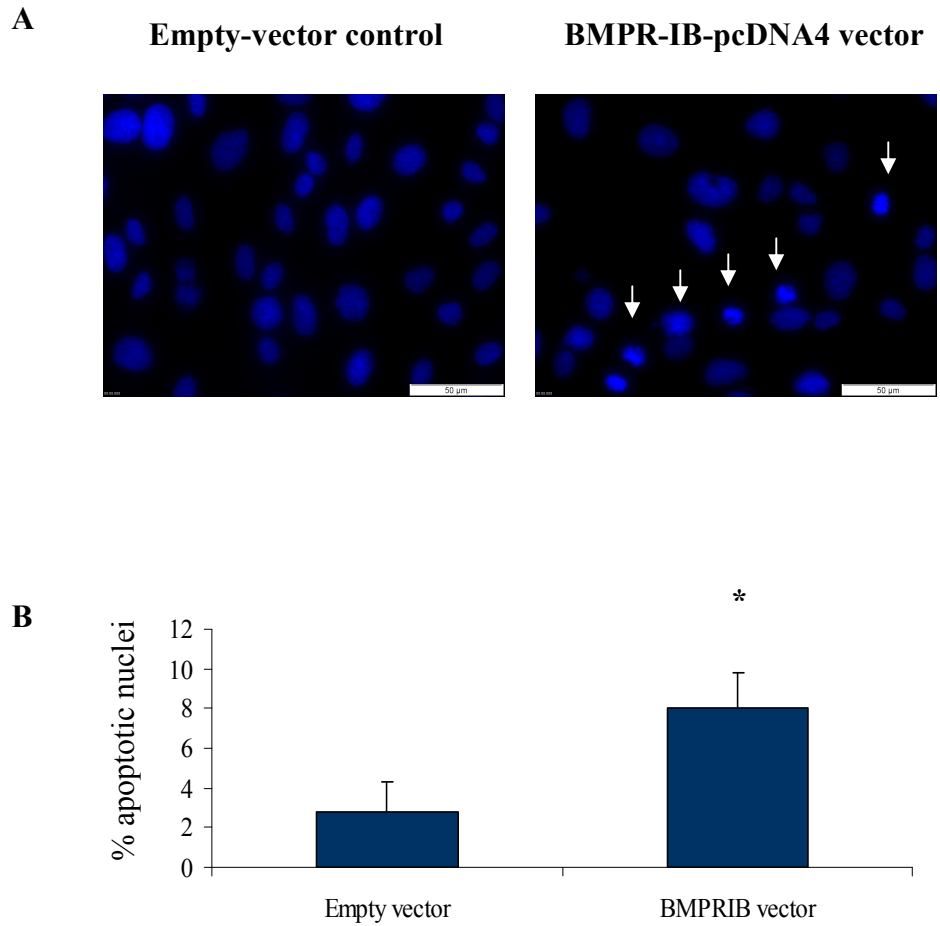 A
Empty-vector control
BMPR-IB-pcDNA4 vector
50 µm
50 µm
B
*
% apoptotic nuclei
12
10
8
6
4
2
0
Empty vector
BMPRIB vector